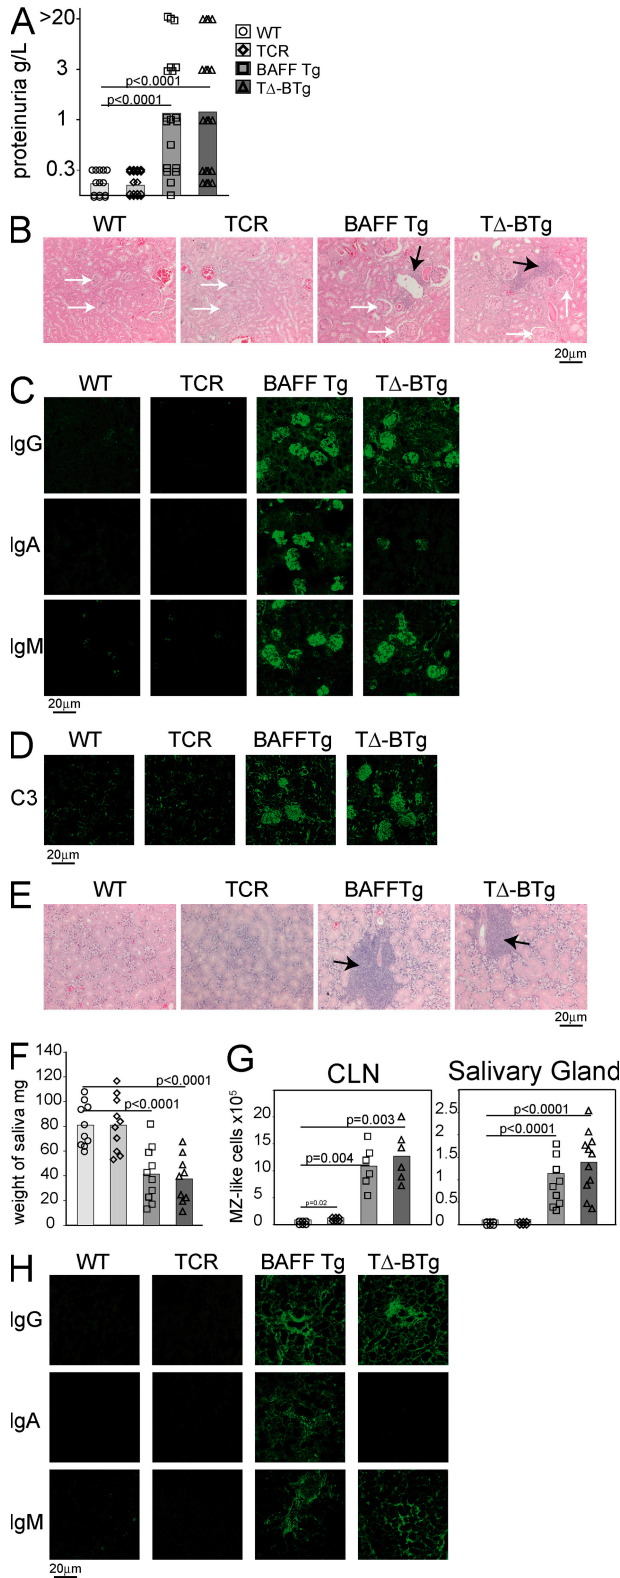 A
proteinuria g/L
>20
3
1
0.3
p<0.0001
p<0.0001
WT
TCR
BAFF Tg
TΔ-BTg
B
WT TCR BAFF Tg TΔ-BTg
20μm
C
WT TCR BAFF Tg TΔ-BTg
IgG
IgA
IgM
20μm
D
WT TCR BAFFTg TΔ-BTg
C3
20μm
E
WT TCR BAFFTg TΔ-BTg
20μm
F
weight of saliva mg
140
120
100
80
60
40
20
0
p<0.0001
p<0.0001
G
CLN
MZ-like cells x10⁵
20
15
10
5
0
p=0.003
p=0.004
p=0.02
Salivary Gland
2.5
2
1.5
1
0.5
0
p<0.0001
p<0.0001
H
WT TCR BAFF Tg TΔ-BTg
IgG
IgA
IgM
20μm